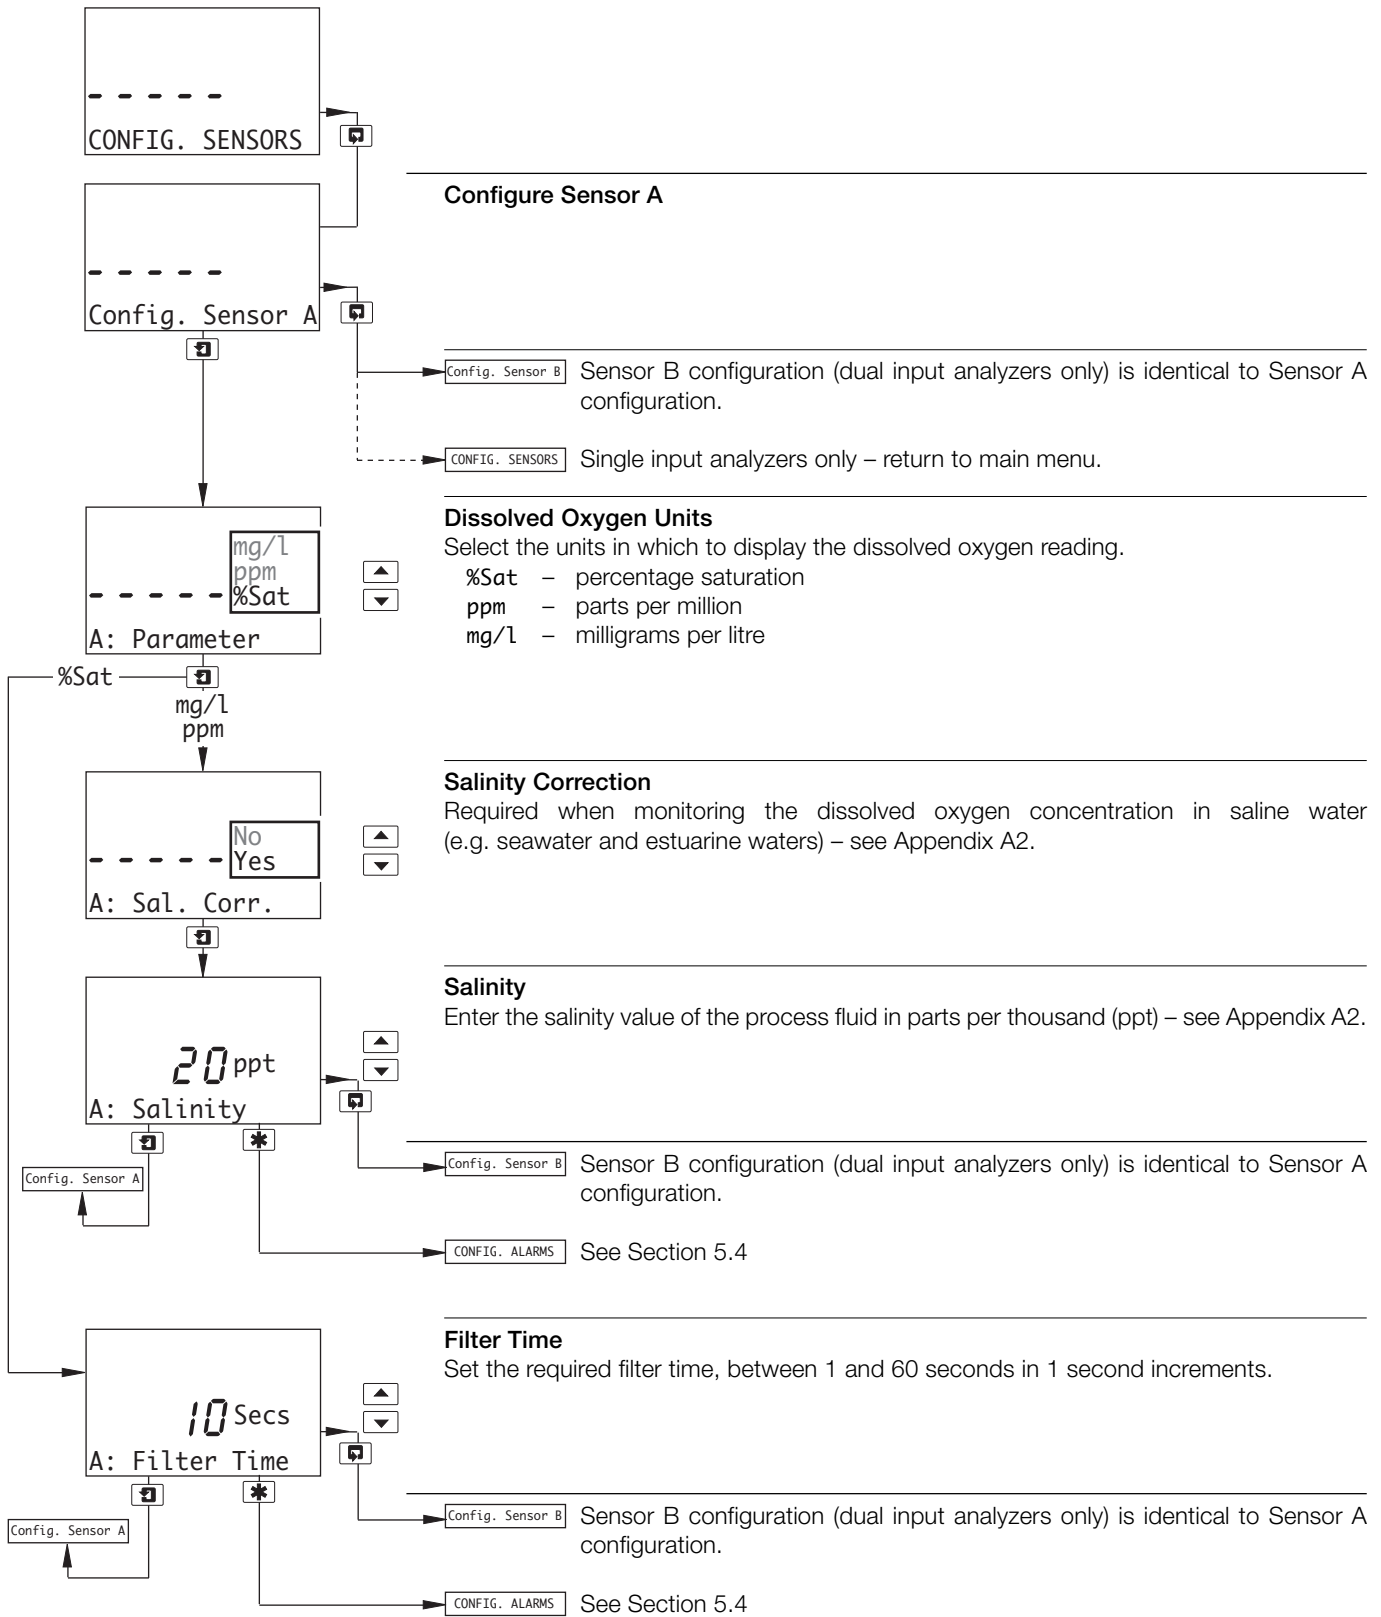 - - - - -
CONFIG. SENSORS
Configure Sensor A
- - - - -
Config. Sensor A
Config. Sensor B
Sensor B configuration (dual input analyzers only) is identical to Sensor A
configuration.
CONFIG. SENSORS
Single input analyzers only – return to main menu.
Dissolved Oxygen Units
Select the units in which to display the dissolved oxygen reading.
%Sat – percentage saturation
ppm – parts per million
mg/l – milligrams per litre
mg/l
ppm
- - - - - %Sat
A: Parameter
%Sat
mg/l
ppm
Salinity Correction
Required when monitoring the dissolved oxygen concentration in saline water
(e.g. seawater and estuarine waters) – see Appendix A2.
No
- - - - - Yes
A: Sal. Corr.
Salinity
Enter the salinity value of the process fluid in parts per thousand (ppt) – see Appendix A2.
20 ppt
A: Salinity
Config. Sensor A
Config. Sensor B
Sensor B configuration (dual input analyzers only) is identical to Sensor A
configuration.
CONFIG. ALARMS
See Section 5.4
Filter Time
Set the required filter time, between 1 and 60 seconds in 1 second increments.
10 Secs
A: Filter Time
Config. Sensor A
Config. Sensor B
Sensor B configuration (dual input analyzers only) is identical to Sensor A
configuration.
CONFIG. ALARMS
See Section 5.4